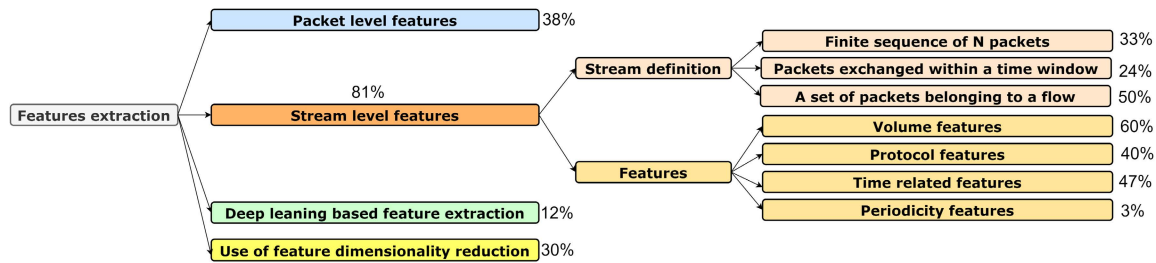 Features extraction
Packet level features
38%
81%
Stream level features
Deep leaning based feature extraction
12%
Use of feature dimensionality reduction
30%
Stream definition
Finite sequence of N packets
33%
Packets exchanged within a time window
24%
A set of packets belonging to a flow
50%
Features
Volume features
60%
Protocol features
40%
Time related features
47%
Periodicity features
3%